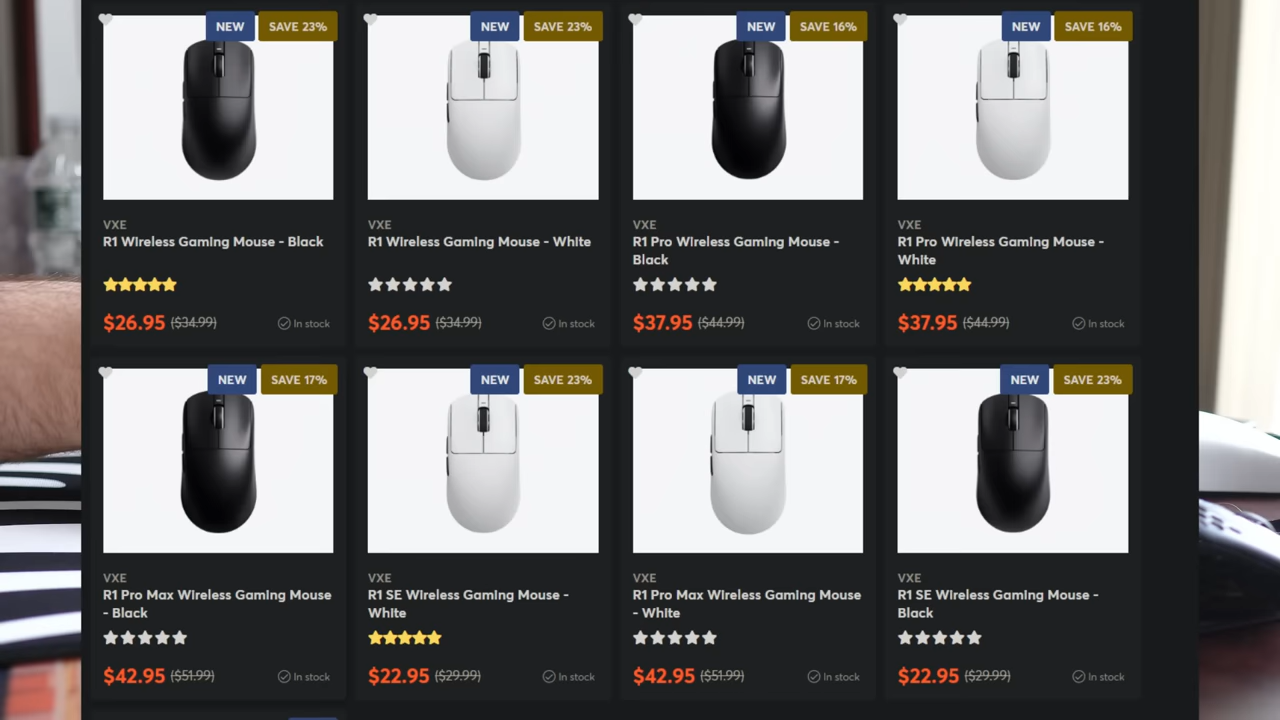 NEW SAVE 23%
VXE
R1 Wireless Gaming Mouse - Black
$26.95 ($34.99) In stock
NEW SAVE 23%
VXE
R1 Wireless Gaming Mouse - White
$26.95 ($34.99) In stock
NEW SAVE 16%
VXE
R1 Pro Wireless Gaming Mouse -
Black
$37.95 ($44.99) In stock
NEW SAVE 16%
VXE
R1 Pro Wireless Gaming Mouse -
White
$37.95 ($44.99) In stock
NEW SAVE 17%
VXE
R1 Pro Max Wireless Gaming Mouse
- Black
$42.95 ($51.99) In stock
NEW SAVE 23%
VXE
R1 SE Wireless Gaming Mouse -
White
$22.95 ($29.99) In stock
NEW SAVE 17%
VXE
R1 Pro Max Wireless Gaming Mouse
- White
$42.95 ($51.99) In stock
NEW SAVE 23%
VXE
R1 SE Wireless Gaming Mouse -
Black
$22.95 ($29.99) In stock